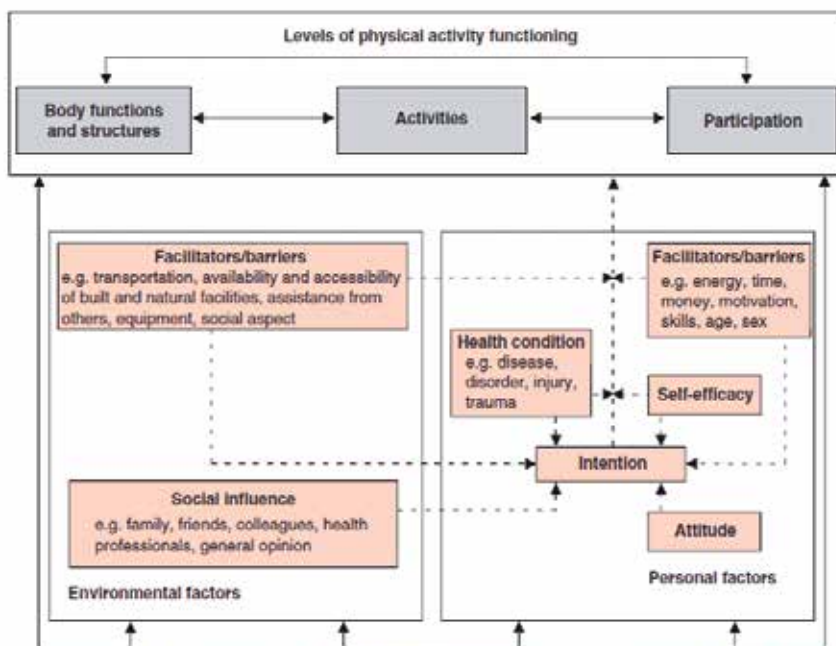 Levels of physical activity functioning
Body functions
and structures
Activities
Participation
Facilitators/barriers
e.g. transportation, availability and accessibility
of built and natural facilities, assistance from
others, equipment, social aspect
Facilitators/barriers
e.g. energy, time,
money, motivation,
skills, age, sex
Health condition
e.g. disease,
disorder, injury,
trauma
Self-efficacy
Intention
Social influence
e.g. family, friends, colleagues, health
professionals, general opinion
Attitude
Environmental factors
Personal factors